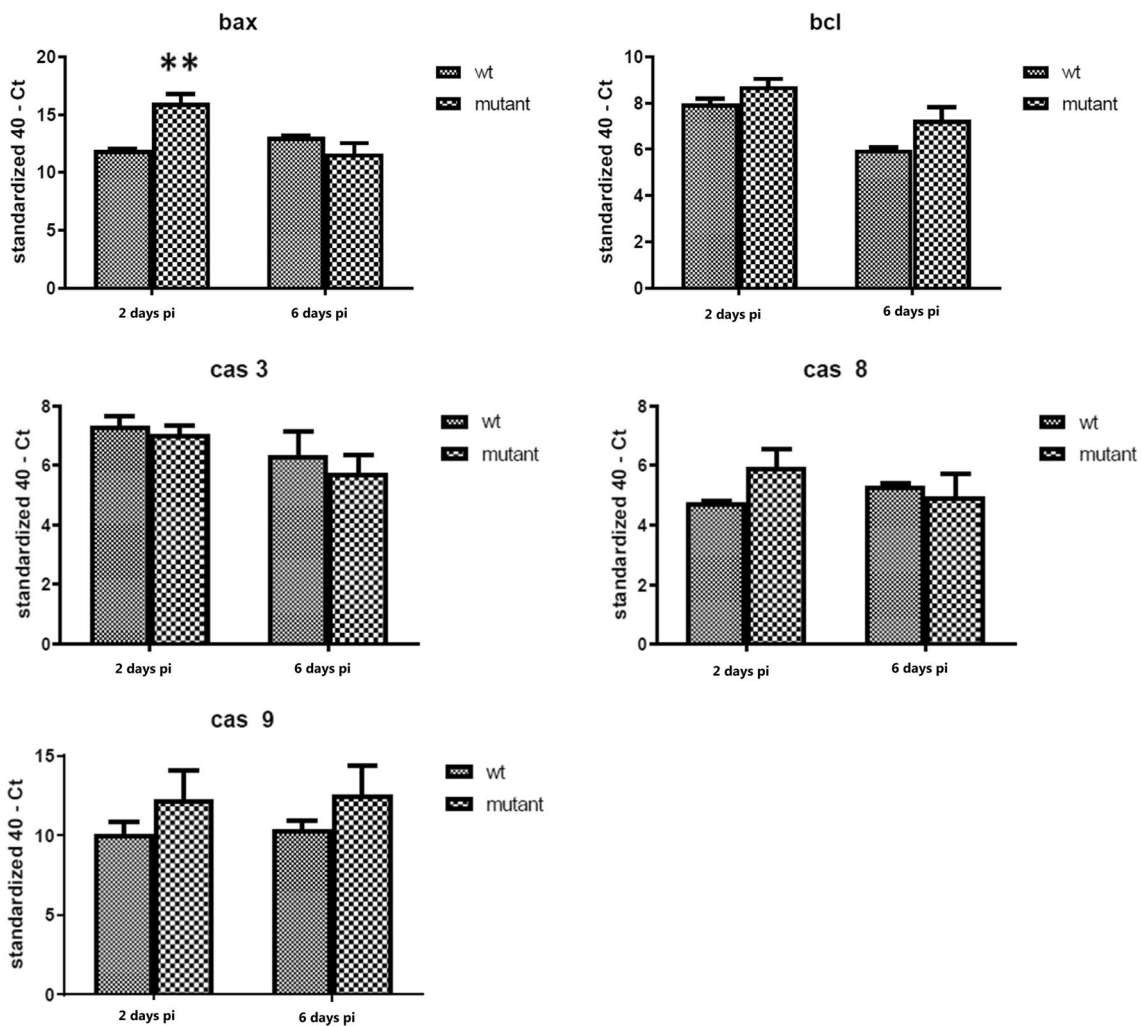 bax
standardized 40 - Ct
20
15
10
5
0
**
wt
mutant
2 days pi
6 days pi
bcl
standardized 40 - Ct
10
8
6
4
2
0
wt
mutant
2 days pi
6 days pi
cas 3
standardized 40 - Ct
8
6
4
2
0
wt
mutant
2 days pi
6 days pi
cas 8
standardized 40 - Ct
8
6
4
2
0
wt
mutant
2 days pi
6 days pi
cas 9
standardized 40 - Ct
15
10
5
0
wt
mutant
2 days pi
6 days pi